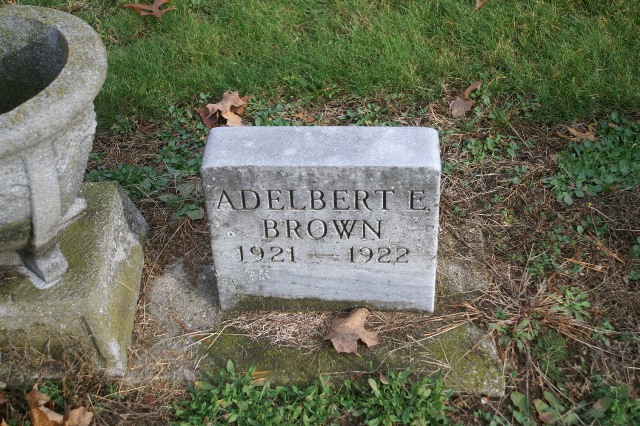 ADELBERT E.
BROWN
1921 — 1922